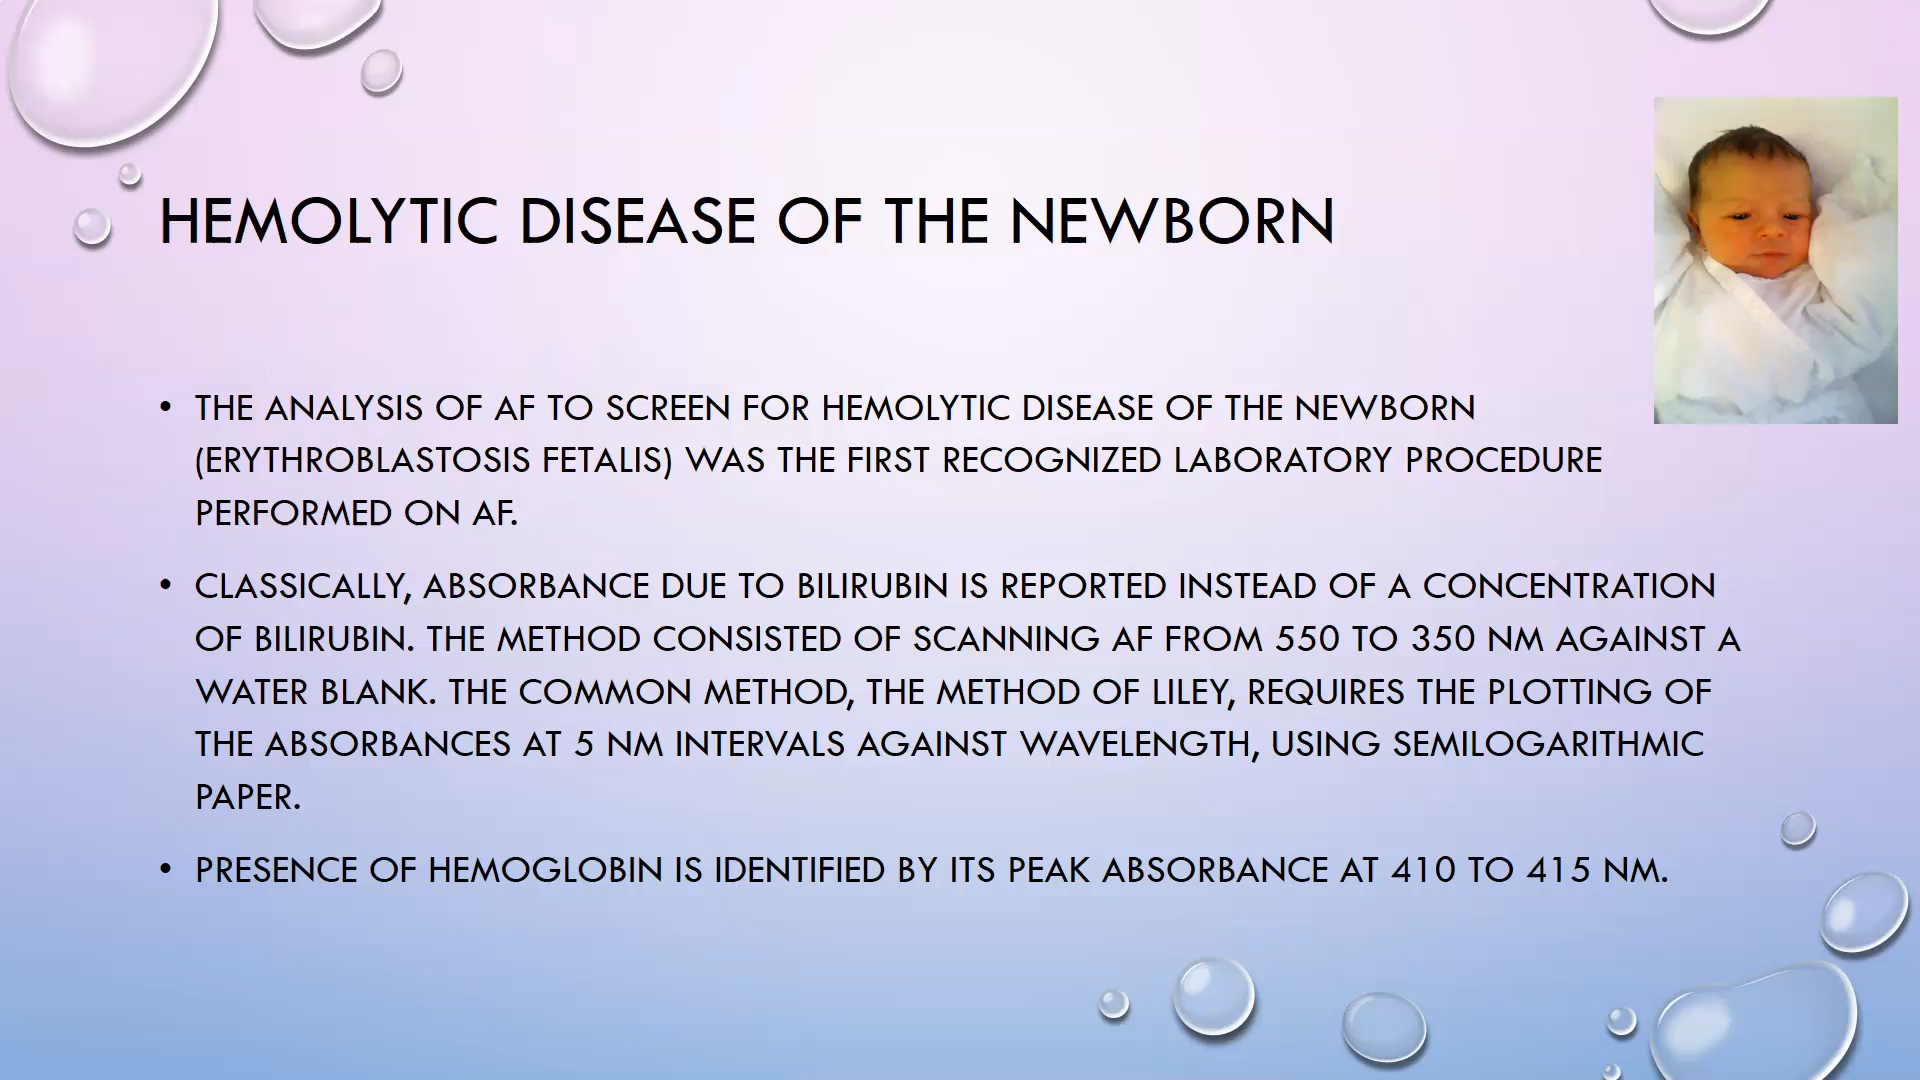 HEMOLYTIC DISEASE OF THE NEWBORN
• THE ANALYSIS OF AF TO SCREEN FOR HEMOLYTIC DISEASE OF THE NEWBORN
(ERYTHROBLASTOSIS FETALIS) WAS THE FIRST RECOGNIZED LABORATORY PROCEDURE
PERFORMED ON AF.
• CLASSICALLY, ABSORBANCE DUE TO BILIRUBIN IS REPORTED INSTEAD OF A CONCENTRATION
OF BILIRUBIN. THE METHOD CONSISTED OF SCANNING AF FROM 550 TO 350 NM AGAINST A
WATER BLANK. THE COMMON METHOD, THE METHOD OF LILEY, REQUIRES THE PLOTTING OF
THE ABSORBANCES AT 5 NM INTERVALS AGAINST WAVELENGTH, USING SEMILOGARITHMIC
PAPER.
• PRESENCE OF HEMOGLOBIN IS IDENTIFIED BY ITS PEAK ABSORBANCE AT 410 TO 415 NM.